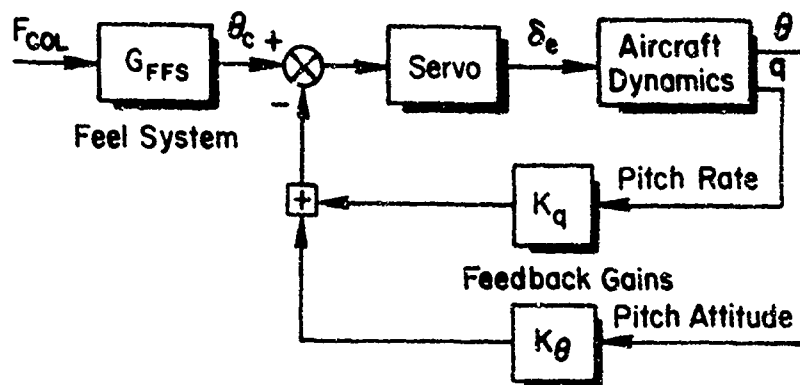 F_COL
G_FFS
θ_c
+
−
Feel System
Servo
δ_e
Aircraft
Dynamics
θ
q
+
K_q
Pitch Rate
Feedback Gains
K_θ
Pitch Attitude